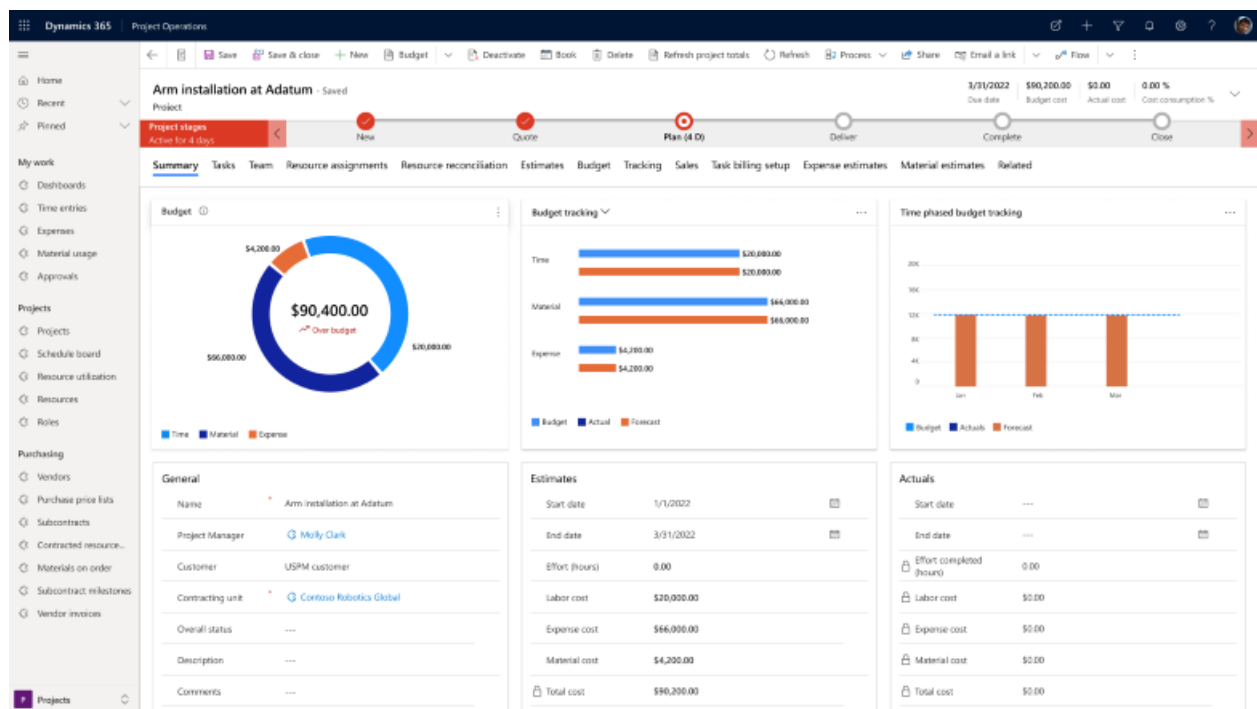 Dynamics 365 Project Operations
Save Save & close New Budget Deactivate Book Delete Refresh project totals Refresh Process Share Email a link Flow
Home
Recent
Pinned
My work
Dashboards
Time entries
Expenses
Material usage
Approvals
Projects
Projects
Schedule board
Resource utilization
Resources
Roles
Purchasing
Vendors
Purchase price lists
Subcontracts
Contracted resource...
Materials on order
Subcontract milestones
Vendor invoices
P Projects
Arm installation at Adatum - Saved
Project
3/31/2022 $90,200.00 $0.00 0.00 %
Due date Budget cost Actual cost Cost consumption %
Project stages
Active for 4 days
New Quote Plan (4 D) Deliver Complete Close
Summary Tasks Team Resource assignments Resource reconciliation Estimates Budget Tracking Sales Task billing setup Expense estimates Material estimates Related
Budget
$4,200.00
$90,400.00
Over budget
$66,000.00
$20,000.00
Time Material Expense
Budget tracking
Time
$20,000.00
$20,000.00
Material
$66,000.00
$66,000.00
Expense
$4,200.00
$4,200.00
Budget Actual Forecast
Time phased budget tracking
20K
16K
12K
8K
4K
0
Jan Feb Mar
Budget Actuals Forecast
General
Name * Arm installation at Adatum
Project Manager Molly Clark
Customer USPM customer
Contracting unit * Contoso Robotics Global
Overall status ---
Description ---
Comments ---
Estimates
Start date 1/1/2022
End date 3/31/2022
Effort (hours) 0.00
Labor cost $20,000.00
Expense cost $66,000.00
Material cost $4,200.00
Total cost $90,200.00
Actuals
Start date ---
End date ---
Effort completed
(hours) 0.00
Labor cost $0.00
Expense cost $0.00
Material cost $0.00
Total cost $0.00